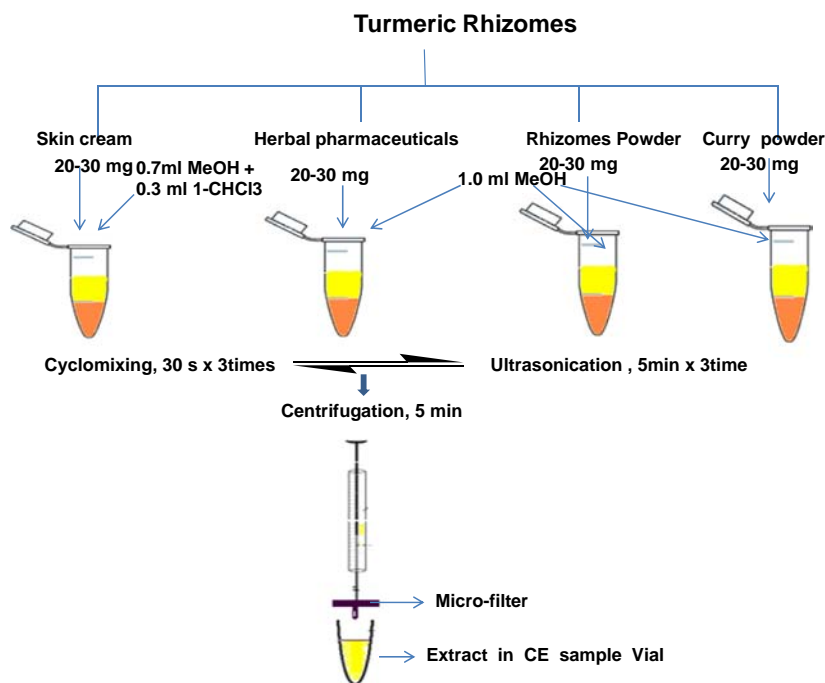 Turmeric Rhizomes
Skin cream
20-30 mg
0.7ml MeOH +
0.3 ml 1-CHCl3
Herbal pharmaceuticals
20-30 mg
1.0 ml MeOH
Rhizomes Powder
20-30 mg
Curry powder
20-30 mg
Cyclomixing, 30 s x 3times
Ultrasonication , 5min x 3time
Centrifugation, 5 min
Micro-filter
Extract in CE sample Vial